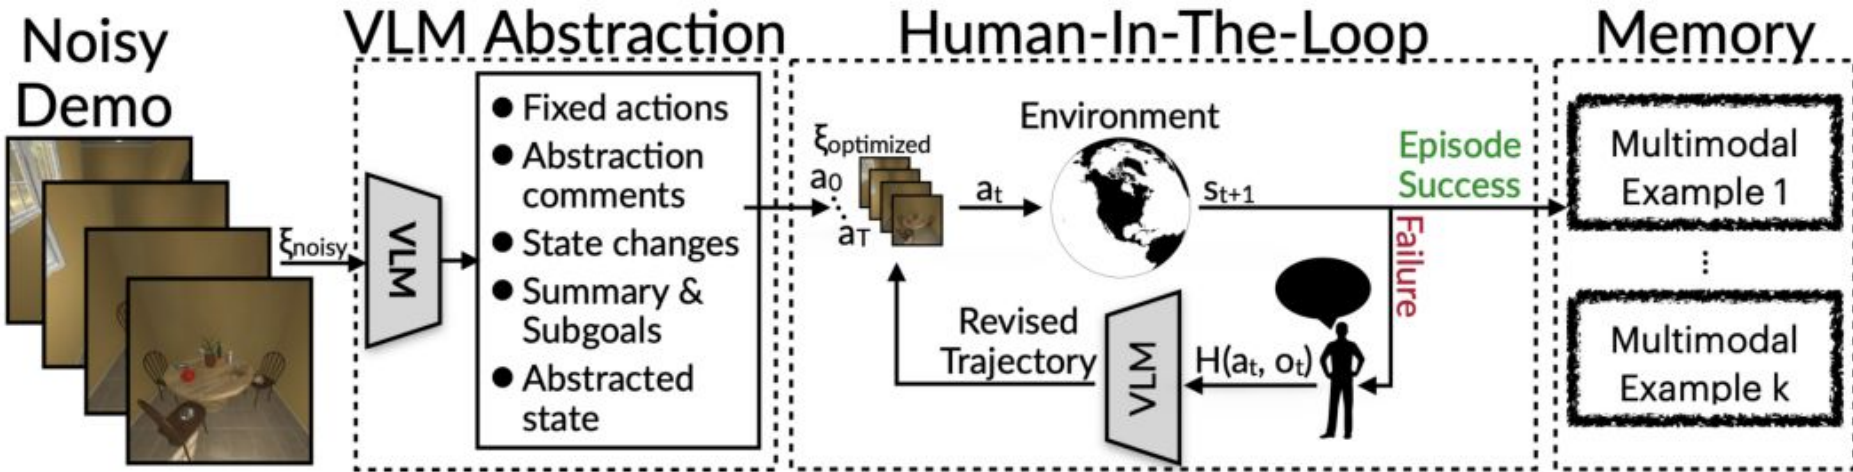 Noisy
Demo
ξnoisy
VLM Abstraction
VLM
● Fixed actions
● Abstraction
comments
● State changes
● Summary &
Subgoals
● Abstracted
state
Human-In-The-Loop
ξoptimized
a0
aT
at
Environment
st+1
Episode
Success
Failure
H(at, ot)
VLM
Revised
Trajectory
Memory
Multimodal
Example 1
⋮
Multimodal
Example k